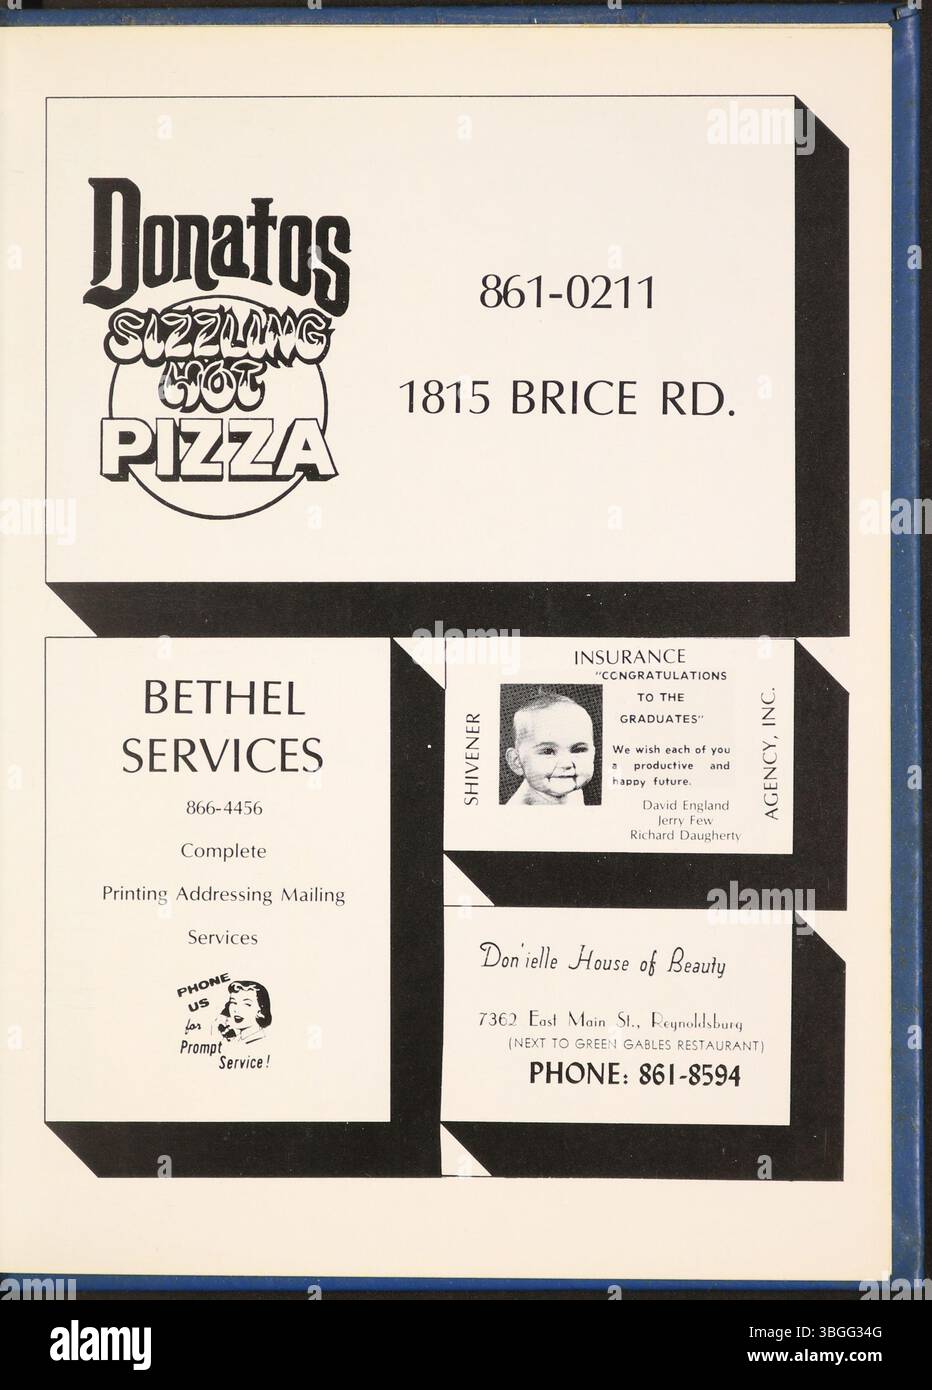 Donatos
SIZZLING
HOT
PIZZA
861-0211
1815 BRICE RD.
BETHEL
SERVICES
866-4456
Complete
Printing Addressing Mailing
Services
PHONE
US
for
Prompt
Service!
INSURANCE
SHIVENER
AGENCY, INC.
"CONGRATULATIONS
TO THE
GRADUATES"
We wish each of you
a productive and
happy future.
David England
Jerry Few
Richard Daugherty
Don'ielle House of Beauty
7362 East Main St., Reynoldsburg
(NEXT TO GREEN GABLES RESTAURANT)
PHONE: 861-8594
alamy
Image ID: 3BGG34G
www.alamy.com